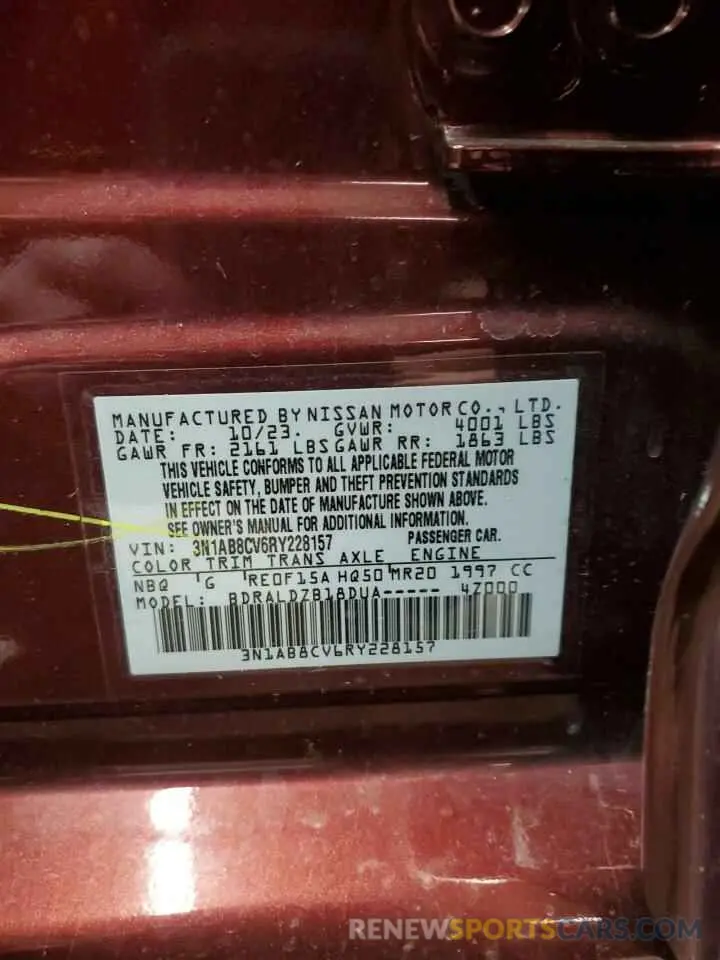 MANUFACTURED BY NISSAN MOTOR CO., LTD.
DATE: 10/23. GVWR: 4001 LBS
GAWR FR: 2161 LBS GAWR RR: 1863 LBS
THIS VEHICLE CONFORMS TO ALL APPLICABLE FEDERAL MOTOR
VEHICLE SAFETY, BUMPER AND THEFT PREVENTION STANDARDS
IN EFFECT ON THE DATE OF MANUFACTURE SHOWN ABOVE.
SEE OWNER'S MANUAL FOR ADDITIONAL INFORMATION.
VIN: 3N1AB8CV6RY228157 PASSENGER CAR.
COLOR TRIM TRANS AXLE ENGINE
NBQ G RE0F15A HQ50 MR20 1997 CC
MODEL: BDRALDZB18DUA----- 4Z000
3N1AB8CV6RY228157
RENEWSPORTSCARS.COM